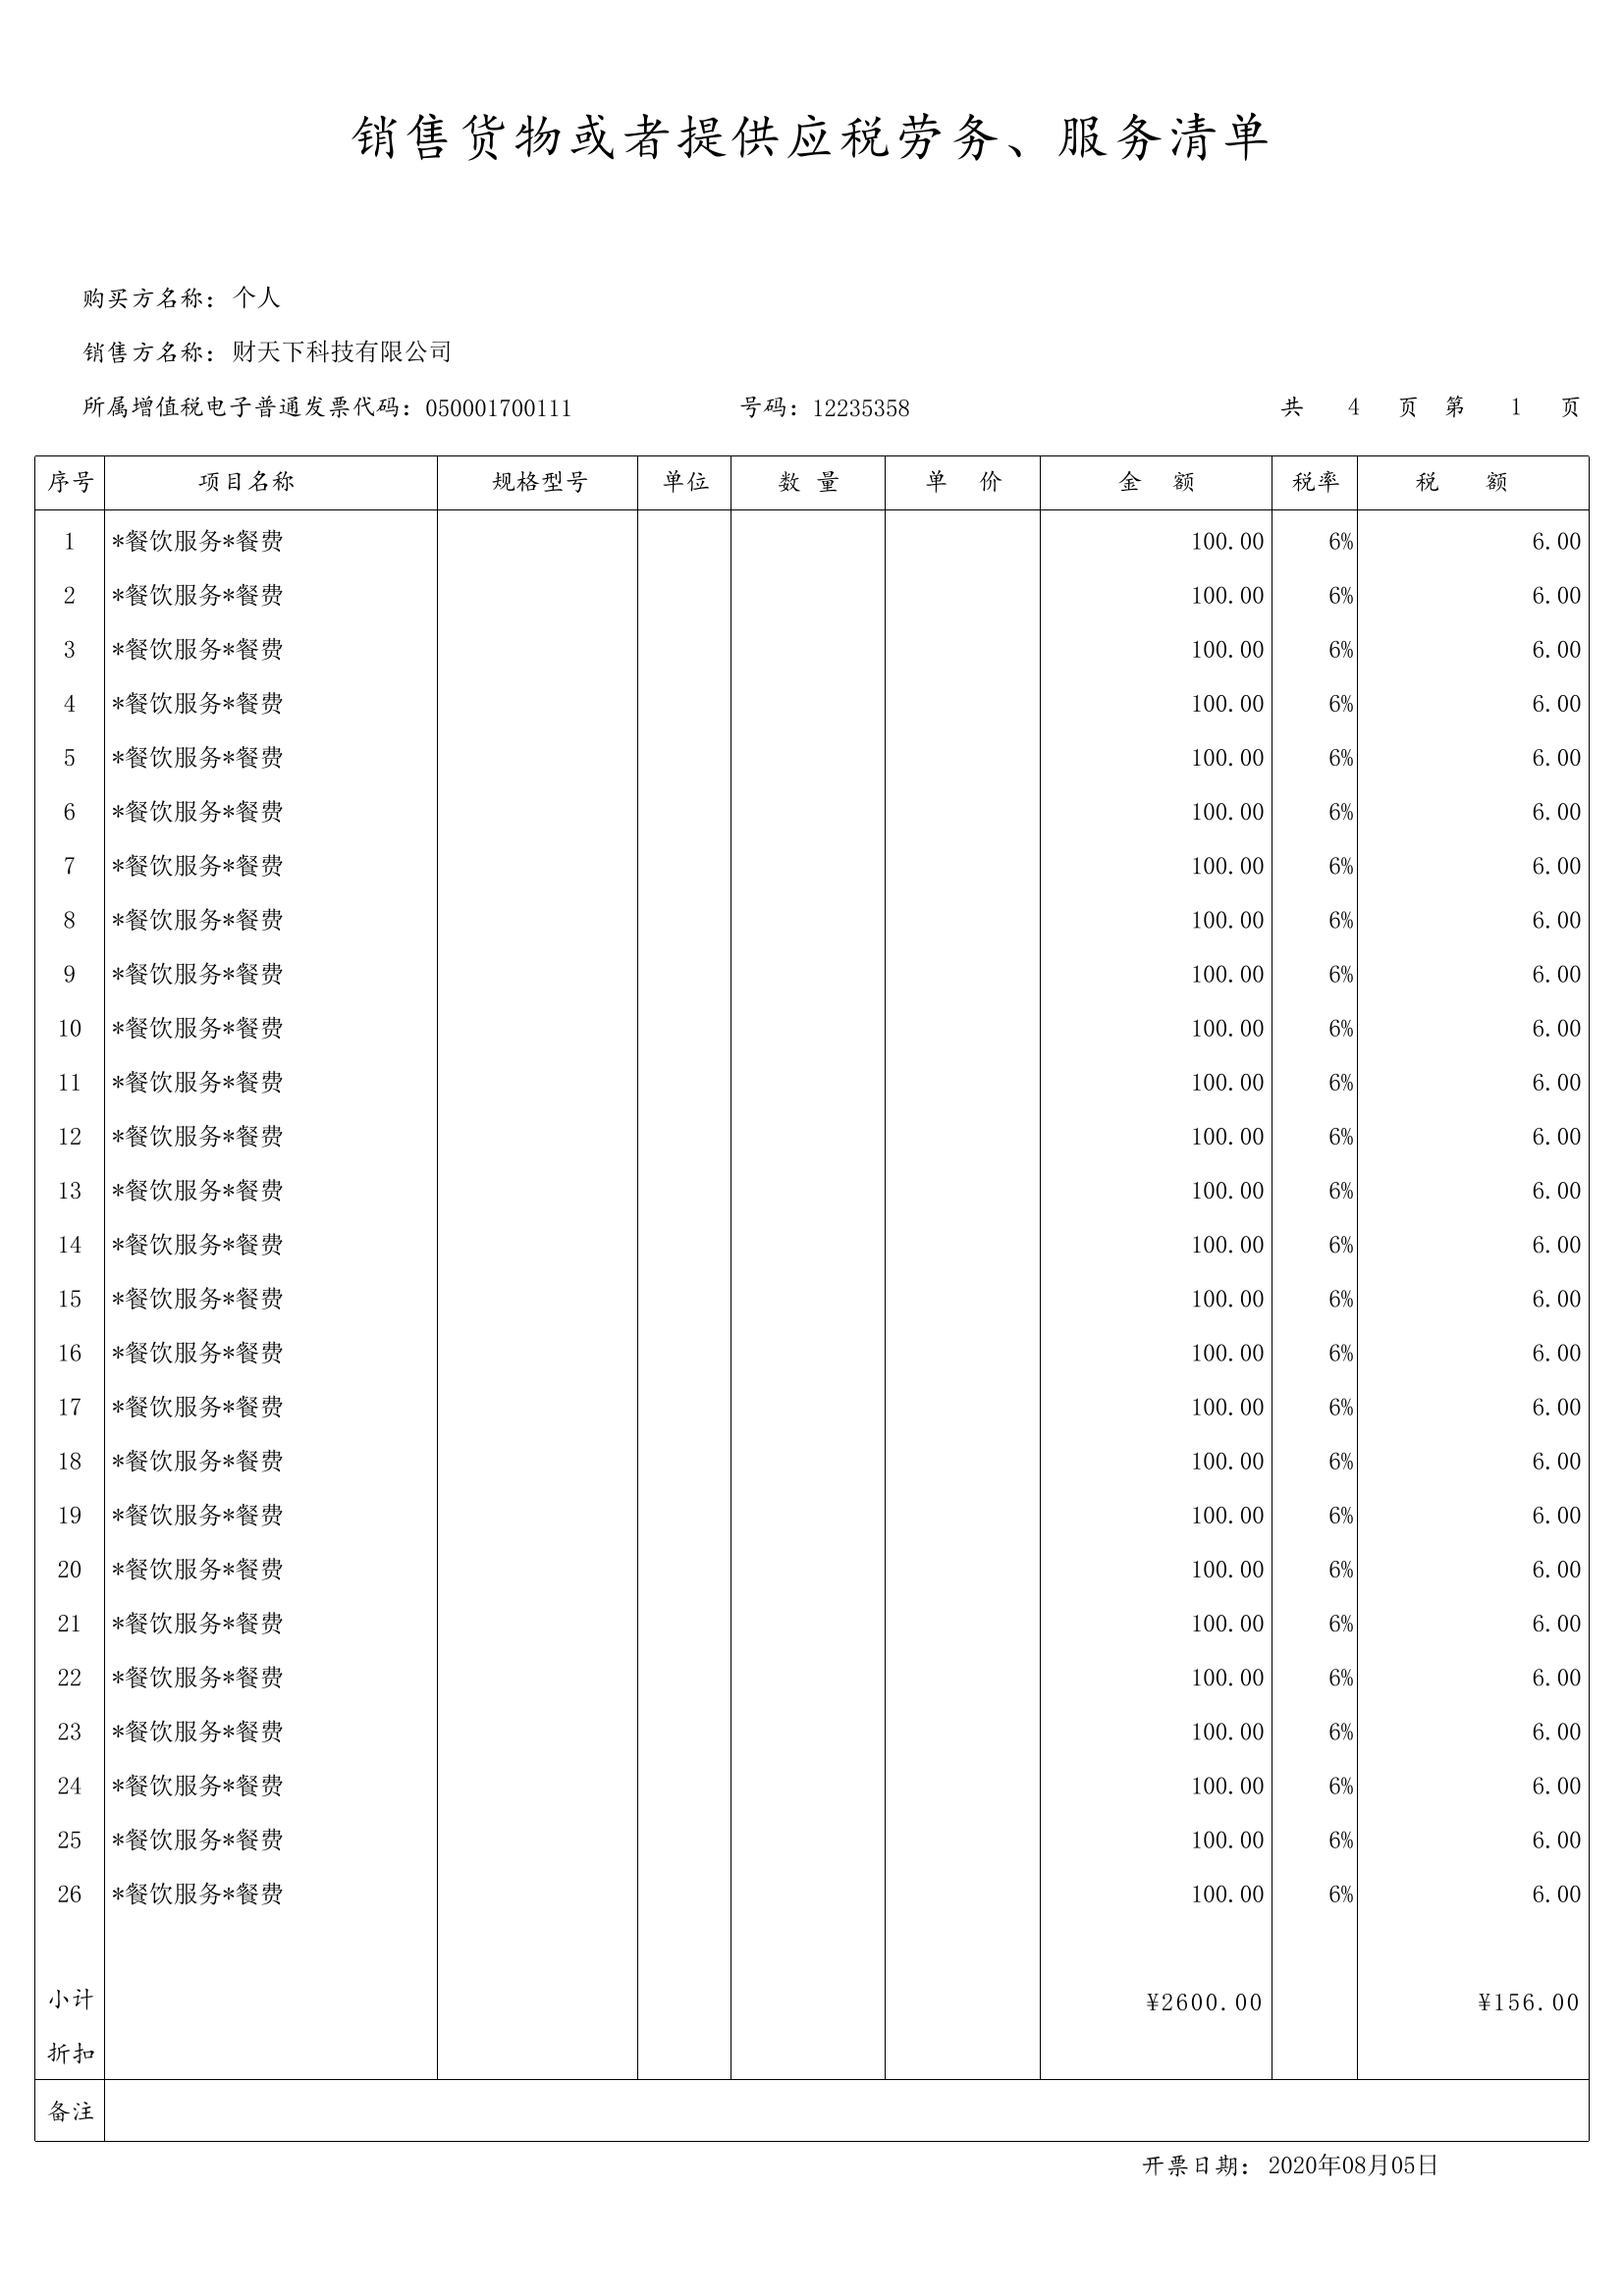 销售货物或者提供应税劳务、服务清单
购买方名称：个人
销售方名称：财天下科技有限公司
所属增值税电子普通发票代码：050001700111 号码：12235358 共 4 页 第 1 页
序号 项目名称 规格型号 单位 数 量 单 价 金 额 税率 税 额
1 *餐饮服务*餐费 100.00 6% 6.00
2 *餐饮服务*餐费 100.00 6% 6.00
3 *餐饮服务*餐费 100.00 6% 6.00
4 *餐饮服务*餐费 100.00 6% 6.00
5 *餐饮服务*餐费 100.00 6% 6.00
6 *餐饮服务*餐费 100.00 6% 6.00
7 *餐饮服务*餐费 100.00 6% 6.00
8 *餐饮服务*餐费 100.00 6% 6.00
9 *餐饮服务*餐费 100.00 6% 6.00
10 *餐饮服务*餐费 100.00 6% 6.00
11 *餐饮服务*餐费 100.00 6% 6.00
12 *餐饮服务*餐费 100.00 6% 6.00
13 *餐饮服务*餐费 100.00 6% 6.00
14 *餐饮服务*餐费 100.00 6% 6.00
15 *餐饮服务*餐费 100.00 6% 6.00
16 *餐饮服务*餐费 100.00 6% 6.00
17 *餐饮服务*餐费 100.00 6% 6.00
18 *餐饮服务*餐费 100.00 6% 6.00
19 *餐饮服务*餐费 100.00 6% 6.00
20 *餐饮服务*餐费 100.00 6% 6.00
21 *餐饮服务*餐费 100.00 6% 6.00
22 *餐饮服务*餐费 100.00 6% 6.00
23 *餐饮服务*餐费 100.00 6% 6.00
24 *餐饮服务*餐费 100.00 6% 6.00
25 *餐饮服务*餐费 100.00 6% 6.00
26 *餐饮服务*餐费 100.00 6% 6.00
小计 ¥2600.00 ¥156.00
折扣
备注
开票日期：2020年08月05日